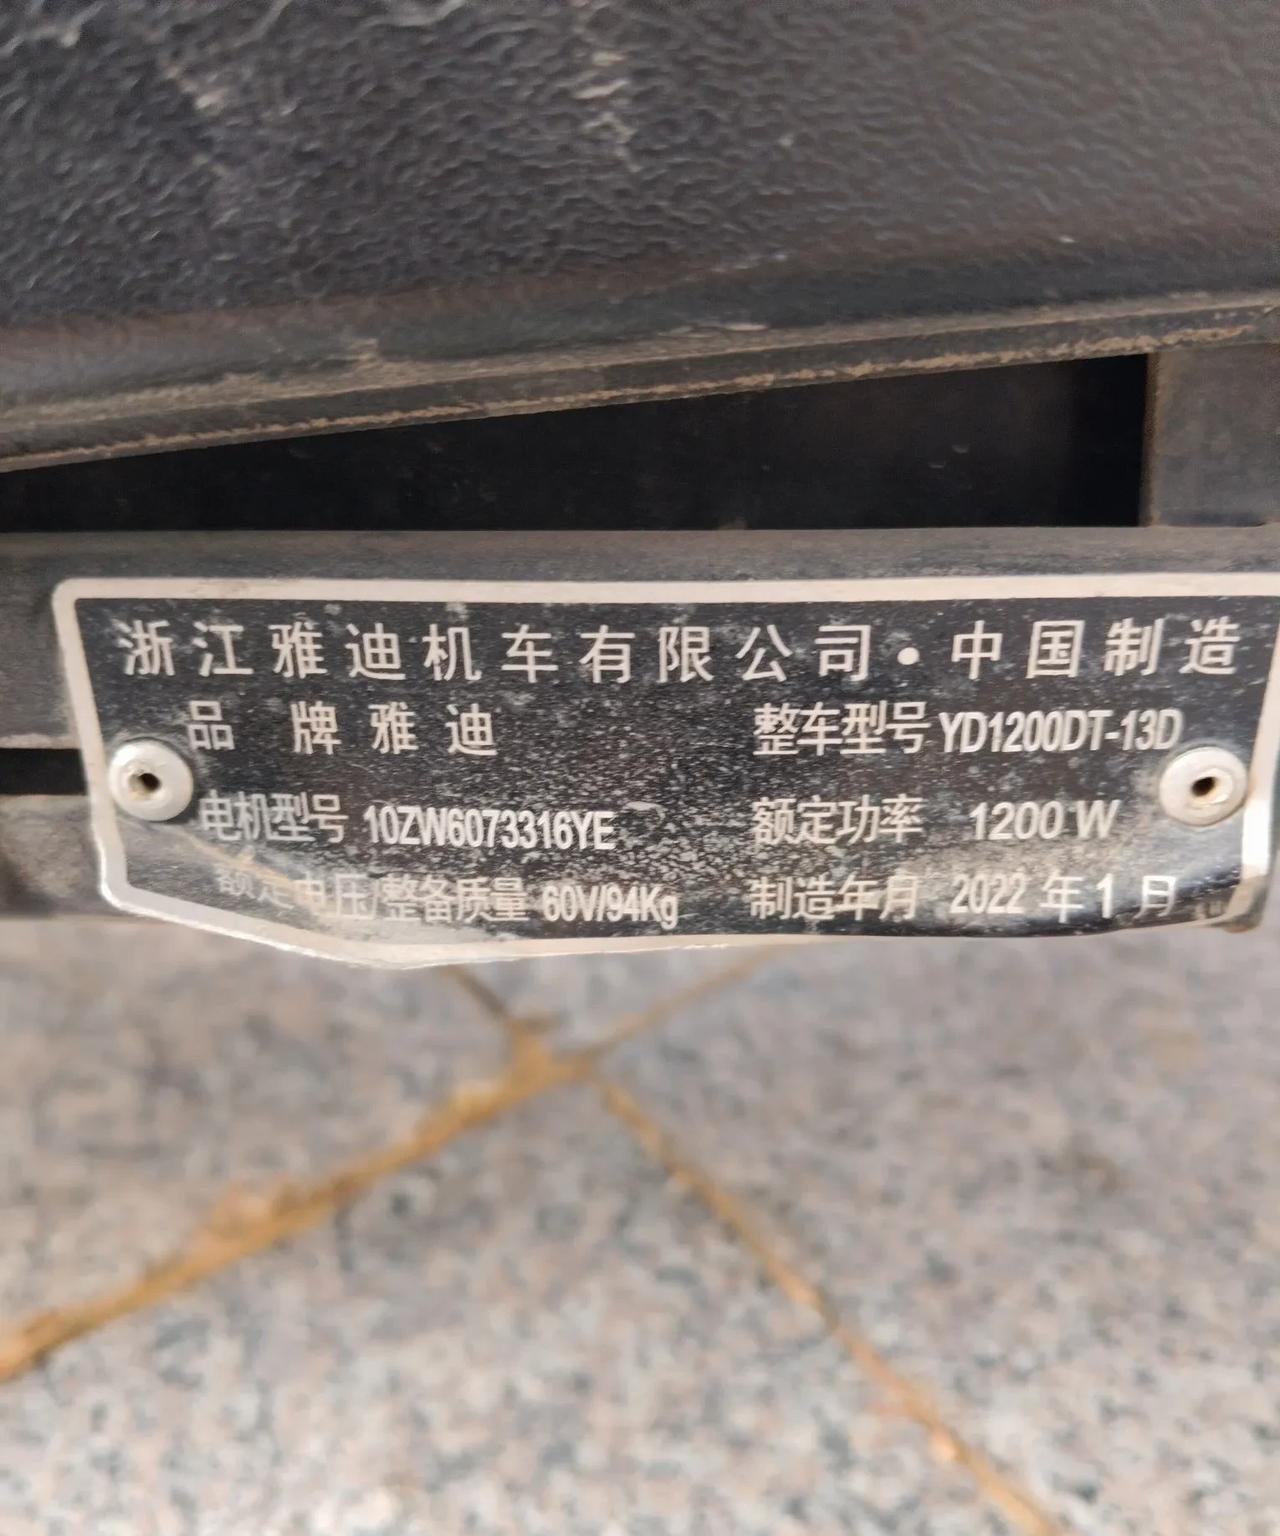 浙江雅迪机车有限公司•中国制造
品牌 雅迪 整车型号 YD1200DT-13D
电机型号 10ZW6073316YE 额定功率 1200 W
额定电压/整备质量 60V/94Kg 制造年月 2022 年 1 月